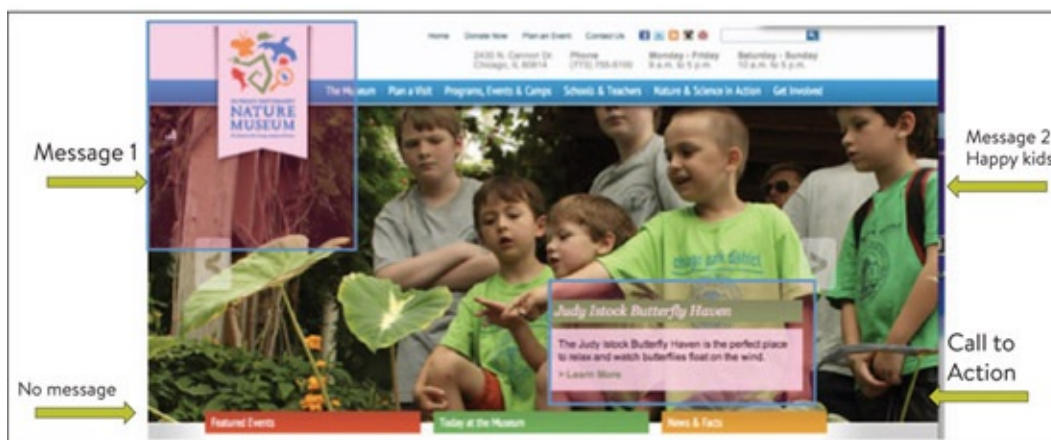 Home Donate Now Plan an Event Contact Us
2430 N. Cannon Dr.
Chicago, IL 60614
Phone
(773) 755-5100
Monday - Friday
9 a.m. to 5 p.m.
Saturday - Sunday
10 a.m. to 5 p.m.
The Museum Plan a Visit Programs, Events & Camps Schools & Teachers Nature & Science in Action Get Involved
NATURE
MUSEUM
Message 1
Message 2
Happy kids
chicago park district
Judy Istock Butterfly Haven
The Judy Istock Butterfly Haven is the perfect place
to relax and watch butterflies float on the wind.
> Learn More
Call to
Action
No message
Featured Events Today at the Museum News & Facts